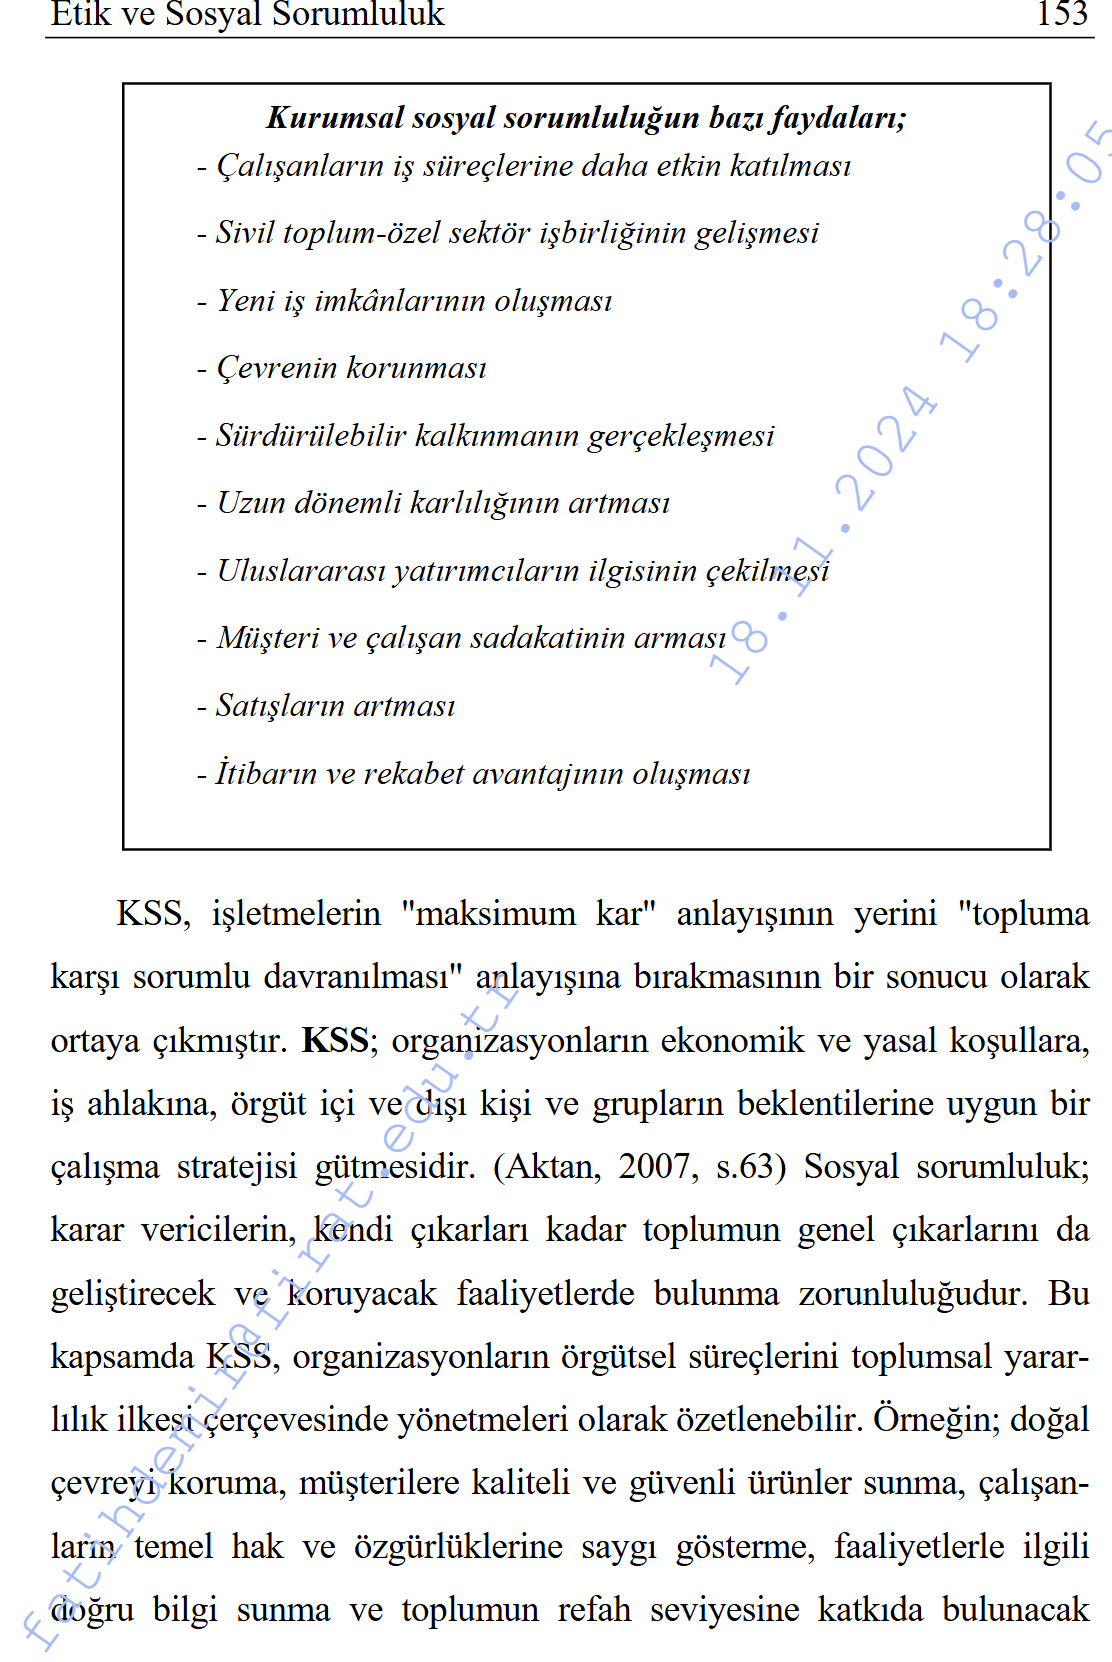 Etik ve Sosyal Sorumluluk 153
Kurumsal sosyal sorumluluğun bazı faydaları;
- Çalışanların iş süreçlerine daha etkin katılması
- Sivil toplum-özel sektör işbirliğinin gelişmesi
- Yeni iş imkânlarının oluşması
- Çevrenin korunması
- Sürdürülebilir kalkınmanın gerçekleşmesi
- Uzun dönemli karlılığının artması
- Uluslararası yatırımcıların ilgisinin çekilmesi
- Müşteri ve çalışan sadakatinin arması
- Satışların artması
- İtibarın ve rekabet avantajının oluşması
KSS, işletmelerin "maksimum kar" anlayışının yerini "topluma
karşı sorumlu davranılması" anlayışına bırakmasının bir sonucu olarak
ortaya çıkmıştır. KSS; organizasyonların ekonomik ve yasal koşullara,
iş ahlakına, örgüt içi ve dışı kişi ve grupların beklentilerine uygun bir
çalışma stratejisi gütmesidir. (Aktan, 2007, s.63) Sosyal sorumluluk;
karar vericilerin, kendi çıkarları kadar toplumun genel çıkarlarını da
geliştirecek ve koruyacak faaliyetlerde bulunma zorunluluğudur. Bu
kapsamda KSS, organizasyonların örgütsel süreçlerini toplumsal yarar-
lılık ilkesi çerçevesinde yönetmeleri olarak özetlenebilir. Örneğin; doğal
çevreyi koruma, müşterilere kaliteli ve güvenli ürünler sunma, çalışan-
ların temel hak ve özgürlüklerine saygı gösterme, faaliyetlerle ilgili
doğru bilgi sunma ve toplumun refah seviyesine katkıda bulunacak
fatihdemir@firat.edu.tr
18.11.2024 18:28:05